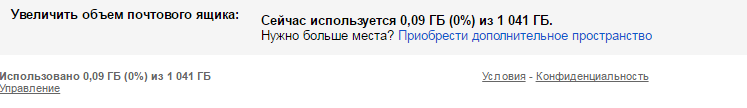 Увеличить объем почтового ящика:
Сейчас используется 0,09 ГБ (0%) из 1 041 ГБ.
Нужно больше места? Приобрести дополнительное пространство
Использовано 0,09 ГБ (0%) из 1 041 ГБ
Управление
Условия - Конфиденциальность